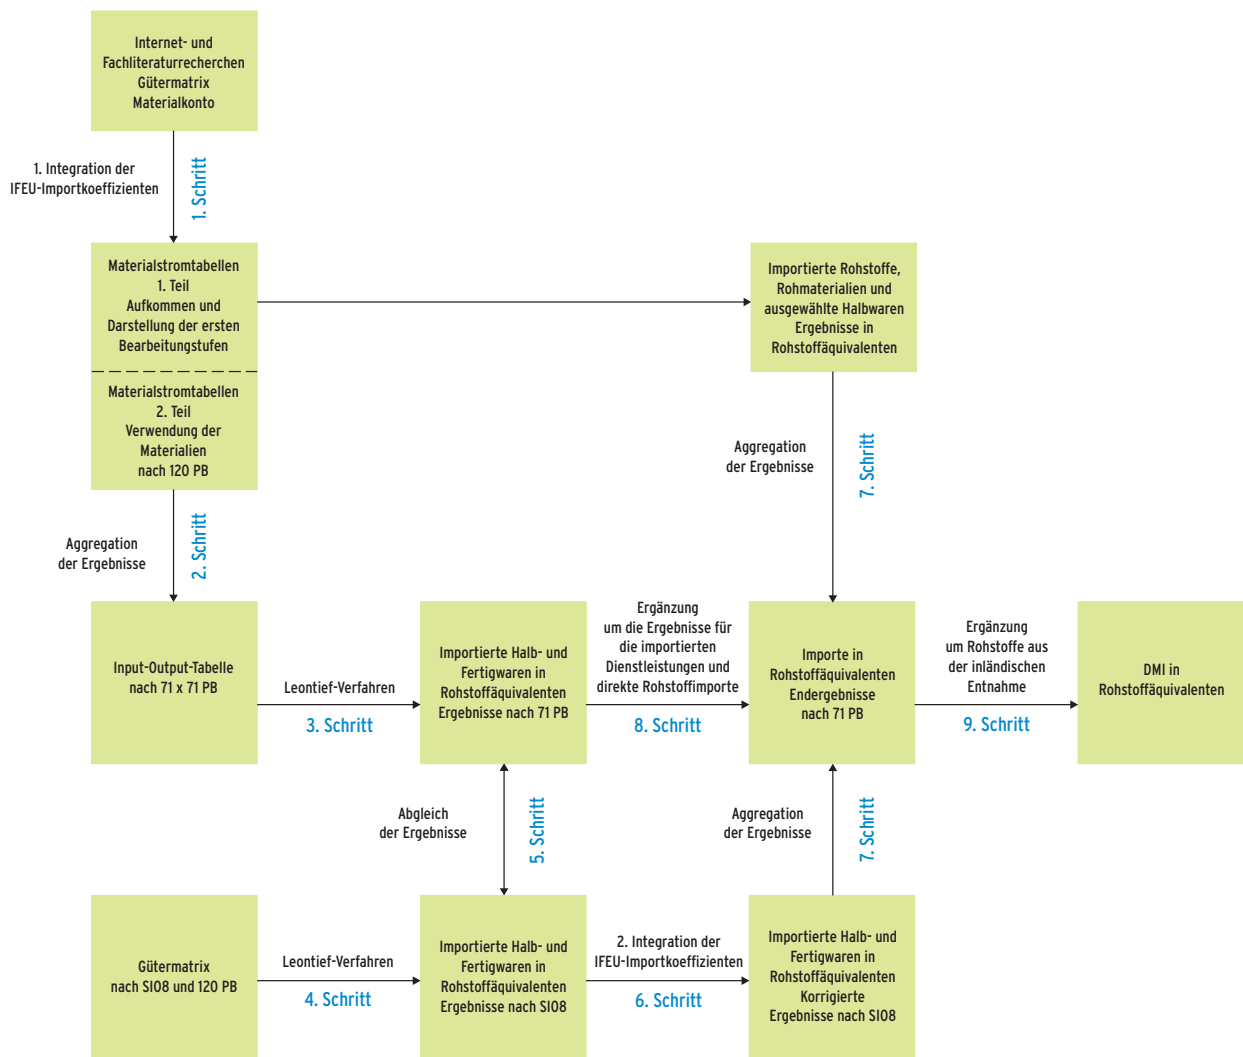 Internet- und
Fachliteraturrecherchen
Gütermatrix
Materialkonto
1. Integration der
IFEU-Importkoeffizienten
1. Schritt
Materialstromtabellen
1. Teil
Aufkommen und
Darstellung der ersten
Bearbeitungstufen
Materialstromtabellen
2. Teil
Verwendung der
Materialien
nach 120 PB
Importierte Rohstoffe,
Rohmaterialien und
ausgewählte Halbwaren
Ergebnisse in
Rohstoffäquivalenten
Aggregation
der Ergebnisse
2. Schritt
Aggregation
der Ergebnisse
7. Schritt
Input-Output-Tabelle
nach 71 x 71 PB
Leontief-Verfahren
3. Schritt
Importierte Halb- und
Fertigwaren in
Rohstoffäquivalenten
Ergebnisse nach 71 PB
Ergänzung
um die Ergebnisse für
die importierten
Dienstleistungen und
direkte Rohstoffimporte
8. Schritt
Importe in
Rohstoffäquivalenten
Endergebnisse
nach 71 PB
Ergänzung
um Rohstoffe aus
der inländischen
Entnahme
9. Schritt
DMI in
Rohstoffäquivalenten
Abgleich
der Ergebnisse
5. Schritt
Aggregation
der Ergebnisse
7. Schritt
Gütermatrix
nach SIO8 und 120 PB
Leontief-Verfahren
4. Schritt
Importierte Halb- und
Fertigwaren in
Rohstoffäquivalenten
Ergebnisse nach SIO8
2. Integration der
IFEU-Importkoeffizienten
6. Schritt
Importierte Halb- und
Fertigwaren in
Rohstoffäquivalenten
Korrigierte
Ergebnisse nach SIO8